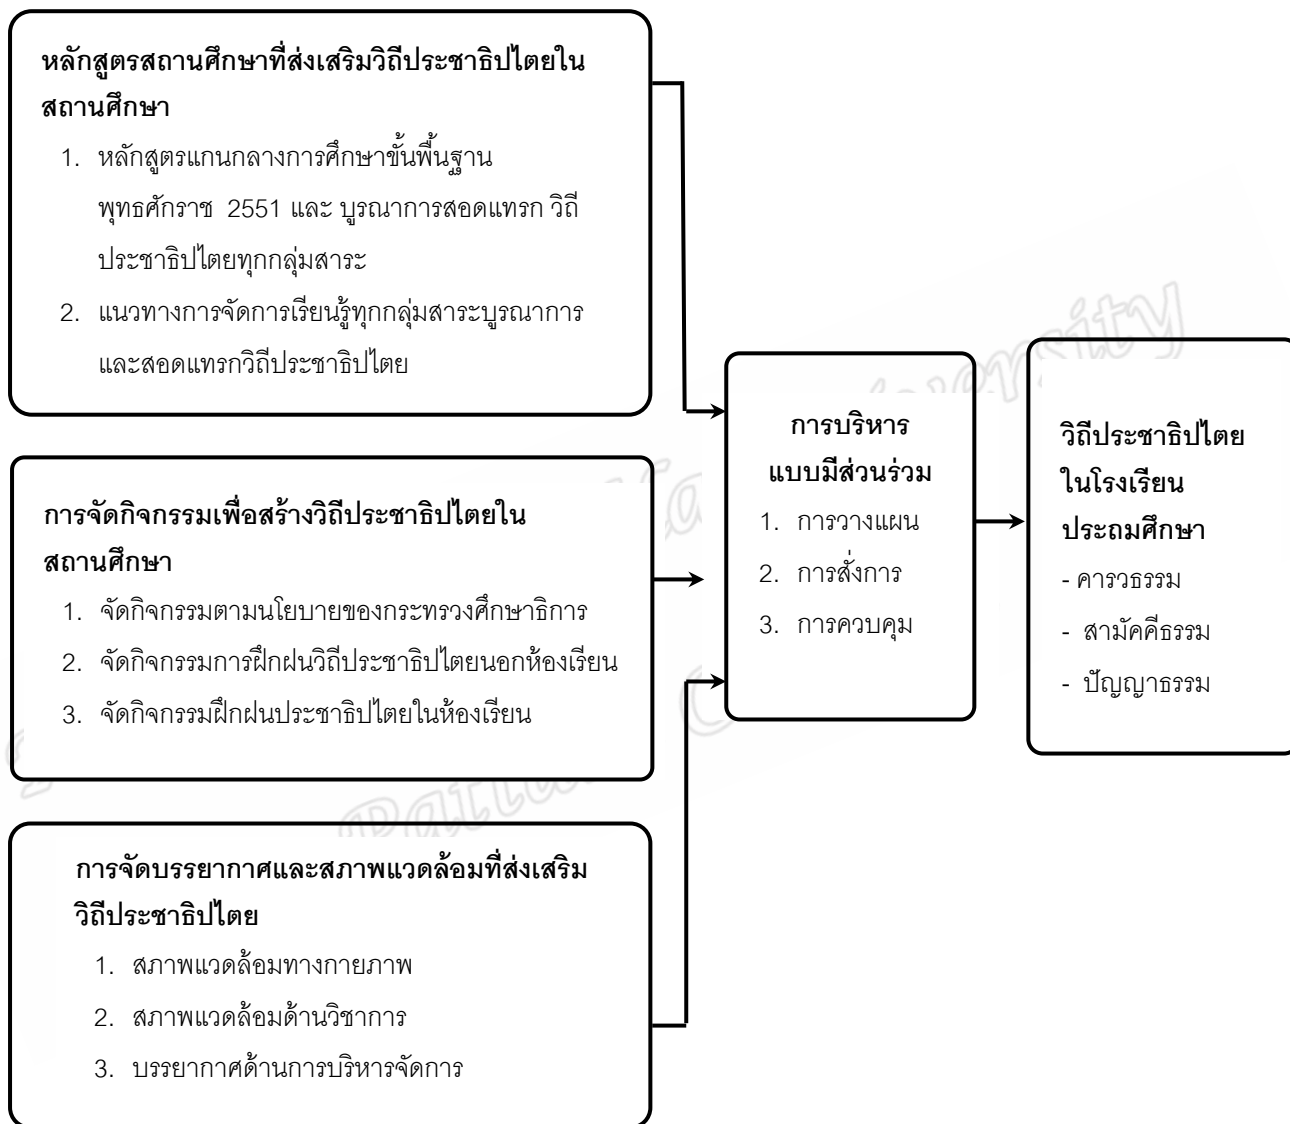 หลักสูตรสถานศึกษาที่ส่งเสริมวิถีประชาธิปไตยใน
สถานศึกษา
1. หลักสูตรแกนกลางการศึกษาขั้นพื้นฐาน
พุทธศักราช 2551 และ บูรณาการสอดแทรก วิถี
ประชาธิปไตยทุกกลุ่มสาระ
2. แนวทางการจัดการเรียนรู้ทุกกลุ่มสาระบูรณาการ
และสอดแทรกวิถีประชาธิปไตย
การจัดกิจกรรมเพื่อสร้างวิถีประชาธิปไตยใน
สถานศึกษา
1. จัดกิจกรรมตามนโยบายของกระทรวงศึกษาธิการ
2. จัดกิจกรรมการฝึกฝนวิถีประชาธิปไตยนอกห้องเรียน
3. จัดกิจกรรมฝึกฝนประชาธิปไตยในห้องเรียน
การจัดบรรยากาศและสภาพแวดล้อมที่ส่งเสริม
วิถีประชาธิปไตย
1. สภาพแวดล้อมทางกายภาพ
2. สภาพแวดล้อมด้านวิชาการ
3. บรรยากาศด้านการบริหารจัดการ
การบริหาร
แบบมีส่วนร่วม
1. การวางแผน
2. การสั่งการ
3. การควบคุม
วิถีประชาธิปไตย
ในโรงเรียน
ประถมศึกษา
- คารวธรรม
- สามัคคีธรรม
- ปัญญาธรรม